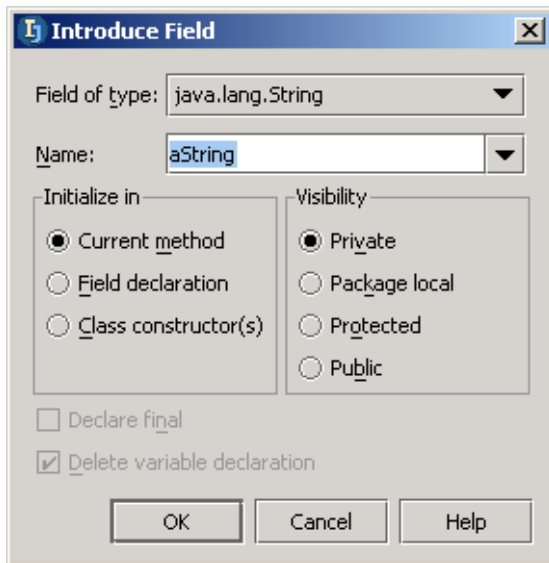 Introduce Field
Field of type: java.lang.String
Name: aString
Initialize in
Current method
Field declaration
Class constructor(s)
Visibility
Private
Package local
Protected
Public
Declare final
Delete variable declaration
OK Cancel Help